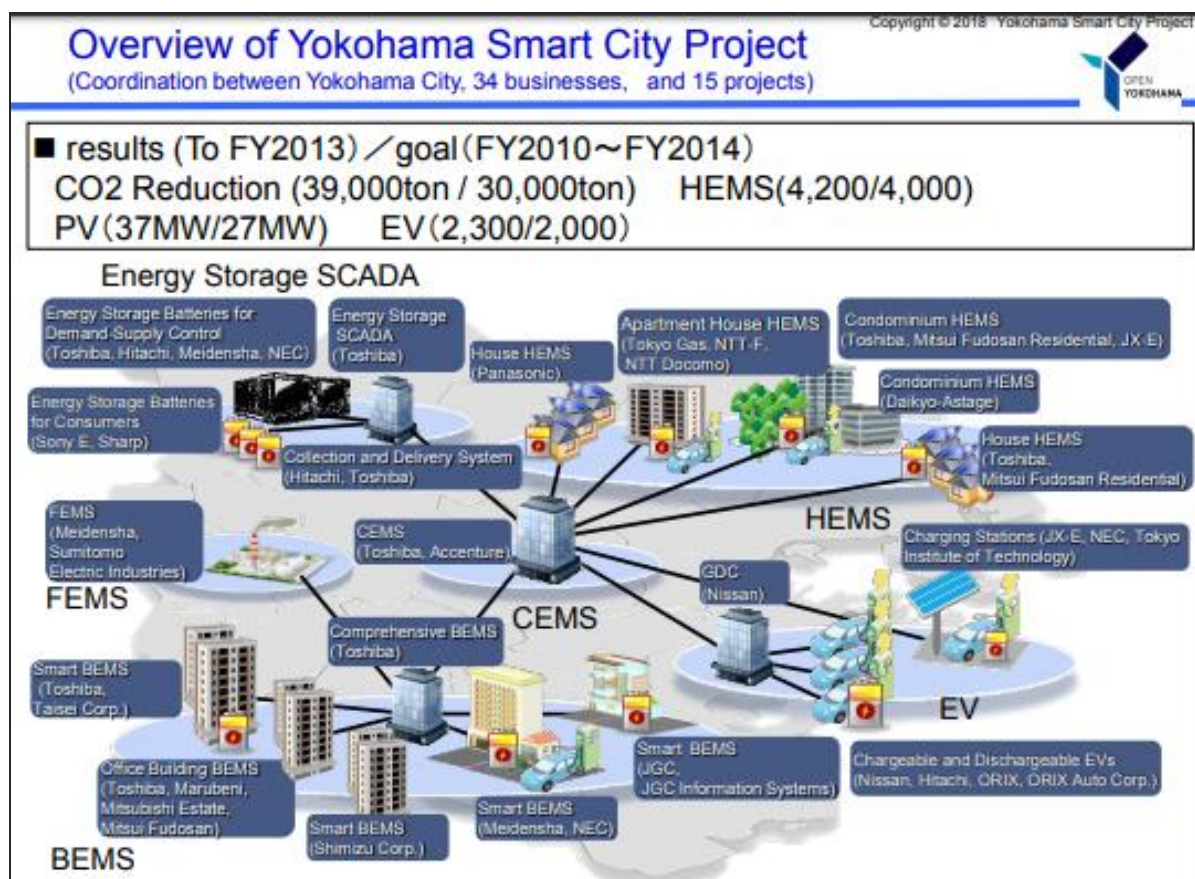 Copyright © 2018 Yokohama Smart City Project
Overview of Yokohama Smart City Project
(Coordination between Yokohama City, 34 businesses, and 15 projects)
OPEN
YOKOHAMA
■ results (To FY2013)／goal(FY2010～FY2014)
CO2 Reduction (39,000ton / 30,000ton) HEMS(4,200/4,000)
PV(37MW/27MW) EV(2,300/2,000)
Energy Storage SCADA
Energy Storage Batteries for
Demand-Supply Control
(Toshiba, Hitachi, Meidensha, NEC)
Energy Storage
SCADA
(Toshiba)
House HEMS
(Panasonic)
Apartment House HEMS
(Tokyo Gas, NTT-F,
NTT Docomo)
Condominium HEMS
(Toshiba, Mitsui Fudosan Residential, JX-E)
Condominium HEMS
(Daikyo-Astage)
Energy Storage Batteries
for Consumers
(Sony E, Sharp)
Collection and Delivery System
(Hitachi, Toshiba)
House HEMS
(Toshiba,
Mitsui Fudosan Residential)
HEMS
FEMS
(Meidensha,
Sumitomo
Electric Industries)
FEMS
CEMS
(Toshiba, Accenture)
CEMS
Charging Stations (JX-E, NEC, Tokyo
Institute of Technology)
GDC
(Nissan)
EV
Comprehensive BEMS
(Toshiba)
Smart BEMS
(Toshiba,
Taisei Corp.)
Office Building BEMS
(Toshiba, Marubeni,
Mitsubishi Estate,
Mitsui Fudosan)
Smart BEMS
(Shimizu Corp.)
Smart BEMS
(Meidensha, NEC)
Smart BEMS
(JGC,
JGC Information Systems)
Chargeable and Dischargeable EVs
(Nissan, Hitachi, ORIX, ORIX Auto Corp.)
BEMS